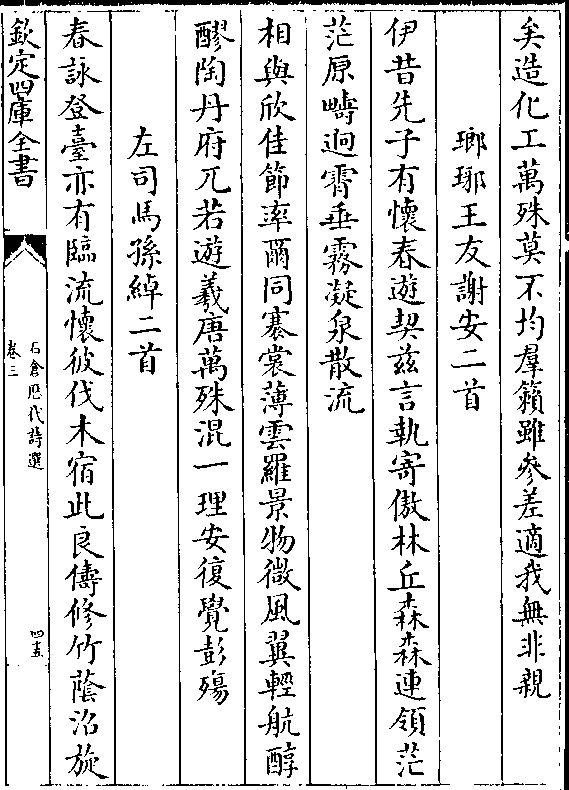 矣造化工萬殊莫不均羣籟雖參差適我無非親
瑯琊王友謝安二首
伊昔先子有懷春遊契兹言執寄傲林丘森森連領茫
茫原疇迥霄垂霧凝泉散流
相與欣佳節率爾同褰裳薄雲羅景物微風翼輕航醇
醪陶丹府兀若遊羲唐萬殊混一理安復覺彭殤
左司馬孫綽二首
春詠登臺亦有臨流懷彼伐木宿此良儔修竹蔭沼旋
欽定四庫全書
石倉歷代詩選
卷三
四十五